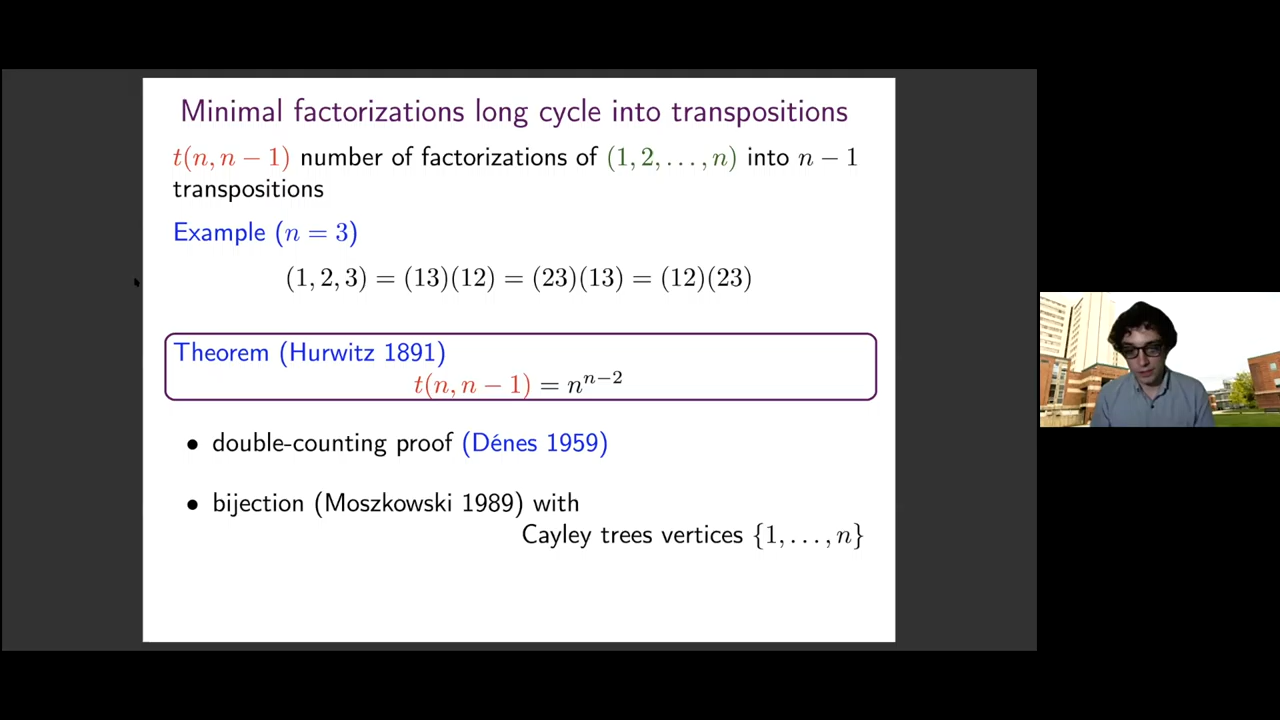 Minimal factorizations long cycle into transpositions
t(n, n − 1) number of factorizations of (1, 2, . . . , n) into n − 1
transpositions
Example (n = 3)
(1, 2, 3) = (13)(12) = (23)(13) = (12)(23)
Theorem (Hurwitz 1891)
t(n, n − 1) = nⁿ⁻²
• double-counting proof (Dénes 1959)
• bijection (Moszkowski 1989) with
Cayley trees vertices {1, . . . , n}